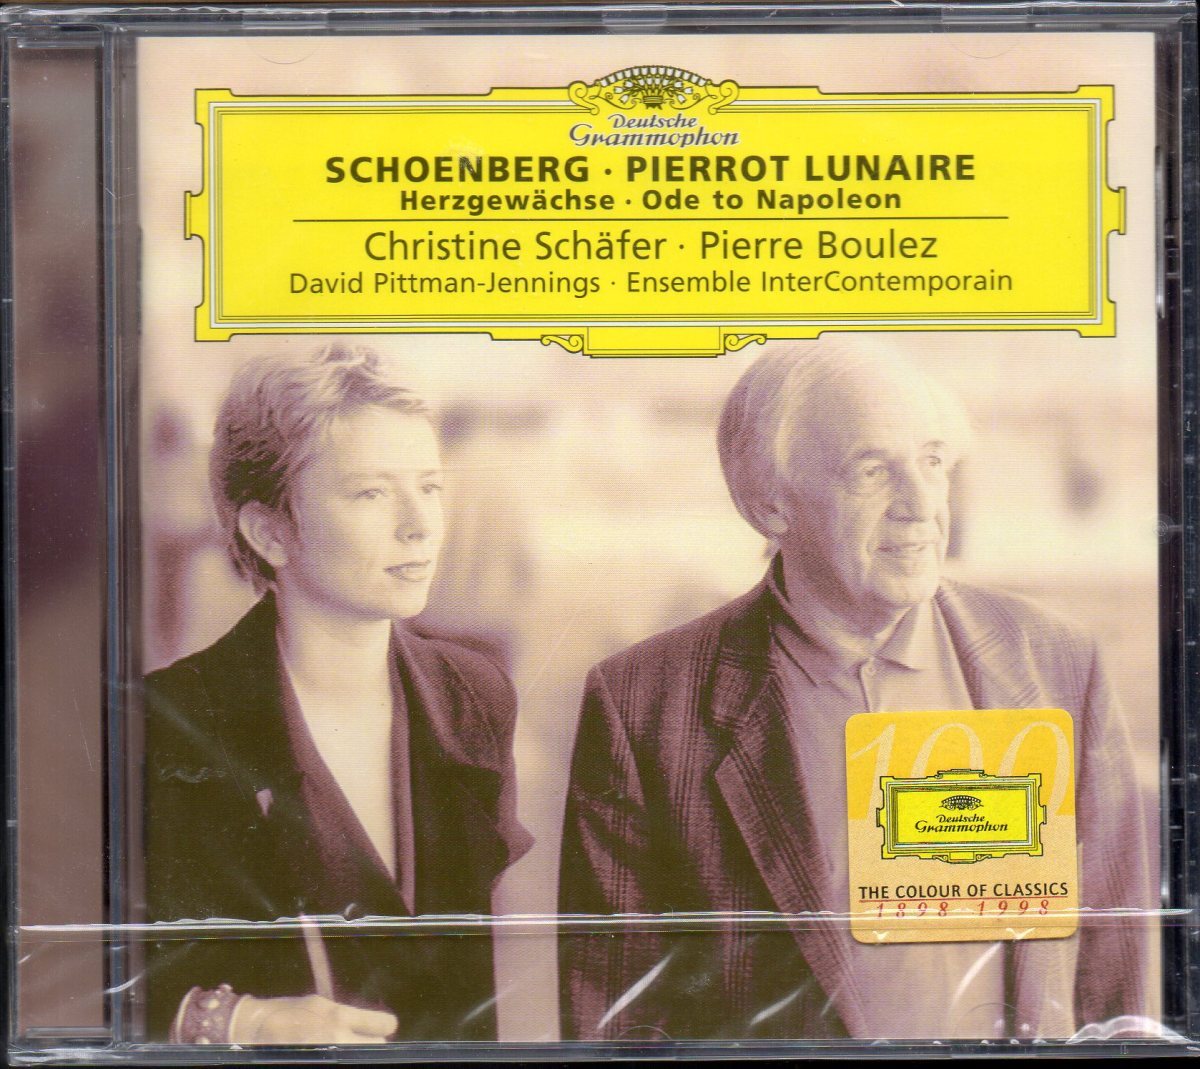 Deutsche
Grammophon
SCHOENBERG · PIERROT LUNAIRE
Herzgewächse · Ode to Napoleon
Christine Schäfer · Pierre Boulez
David Pittman-Jennings · Ensemble InterContemporain
100
Deutsche
Grammophon
THE COLOUR OF CLASSICS
1898 1998